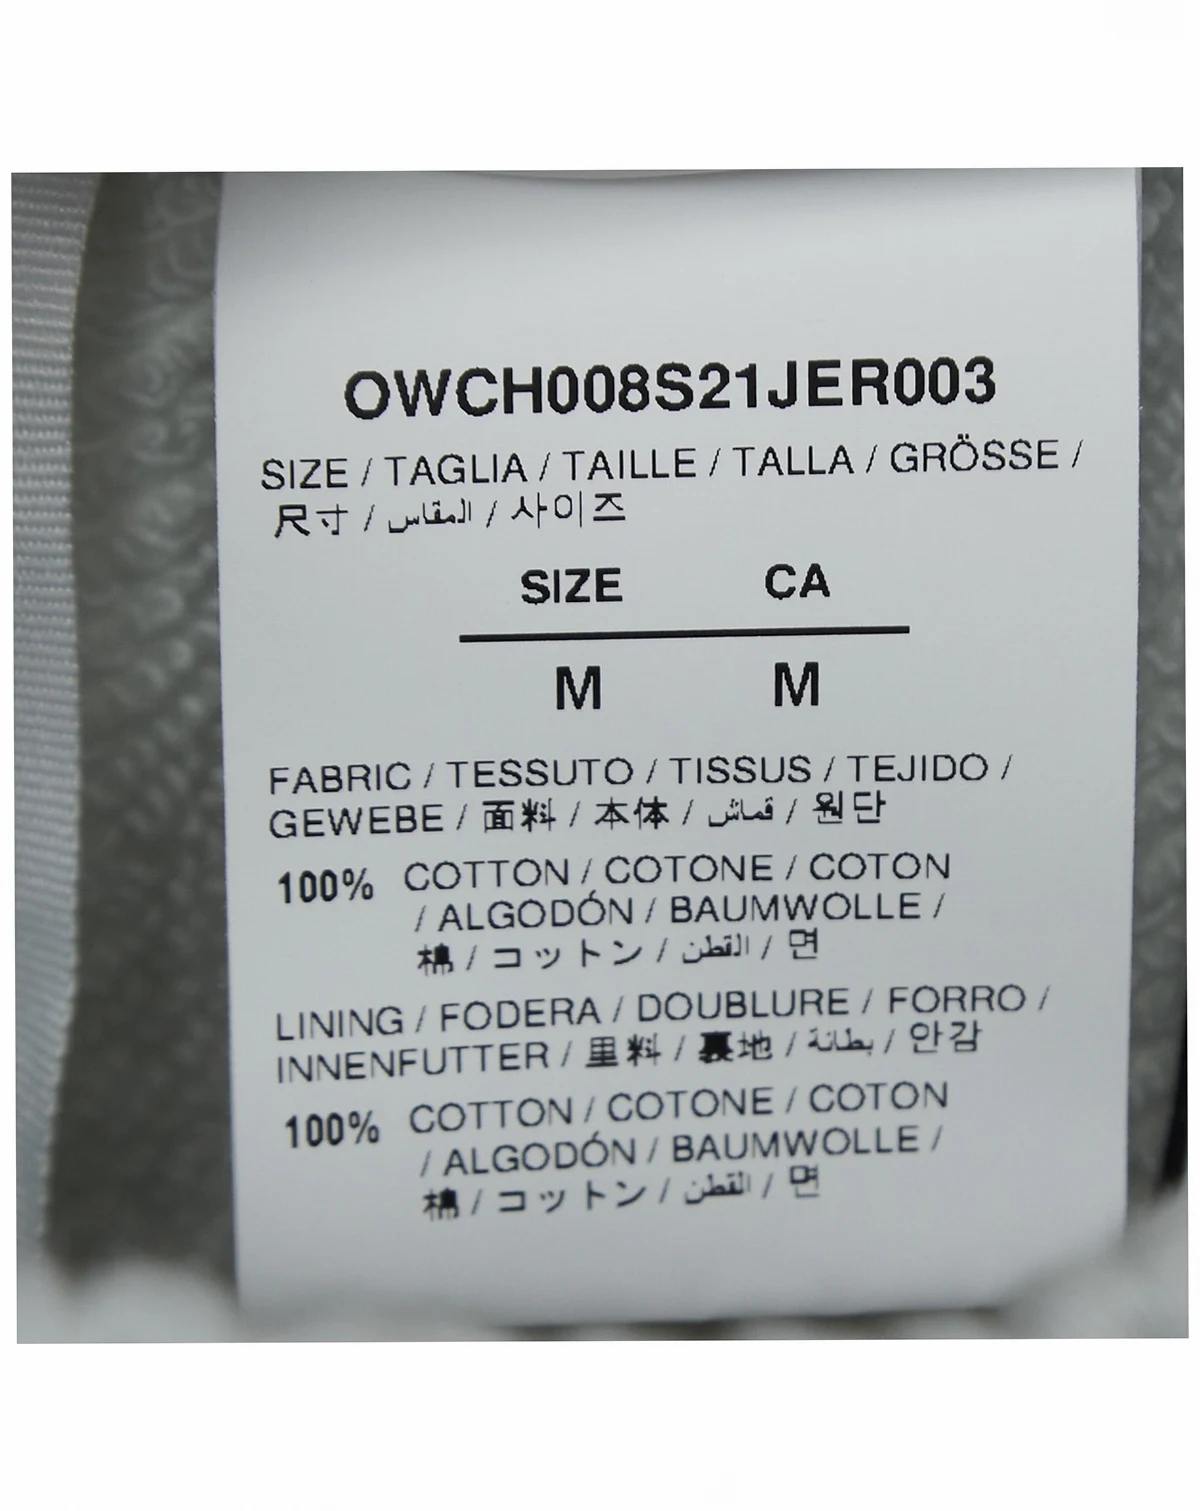 OWCH008S21JER003
SIZE / TAGLIA / TAILLE / TALLA / GRÖSSE /
尺寸 / المقاس / 사이즈
SIZE CA
M M
FABRIC / TESSUTO / TISSUS / TEJIDO /
GEWEBE / 面料 / 本体 / قماش / 원단
100% COTTON / COTONE / COTON
/ ALGODÓN / BAUMWOLLE /
棉 / コットン / القطن / 면
LINING / FODERA / DOUBLURE / FORRO /
INNENFUTTER / 里料 / 裏地 / بطانة / 안감
100% COTTON / COTONE / COTON
/ ALGODÓN / BAUMWOLLE /
棉 / コットン / القطن / 면